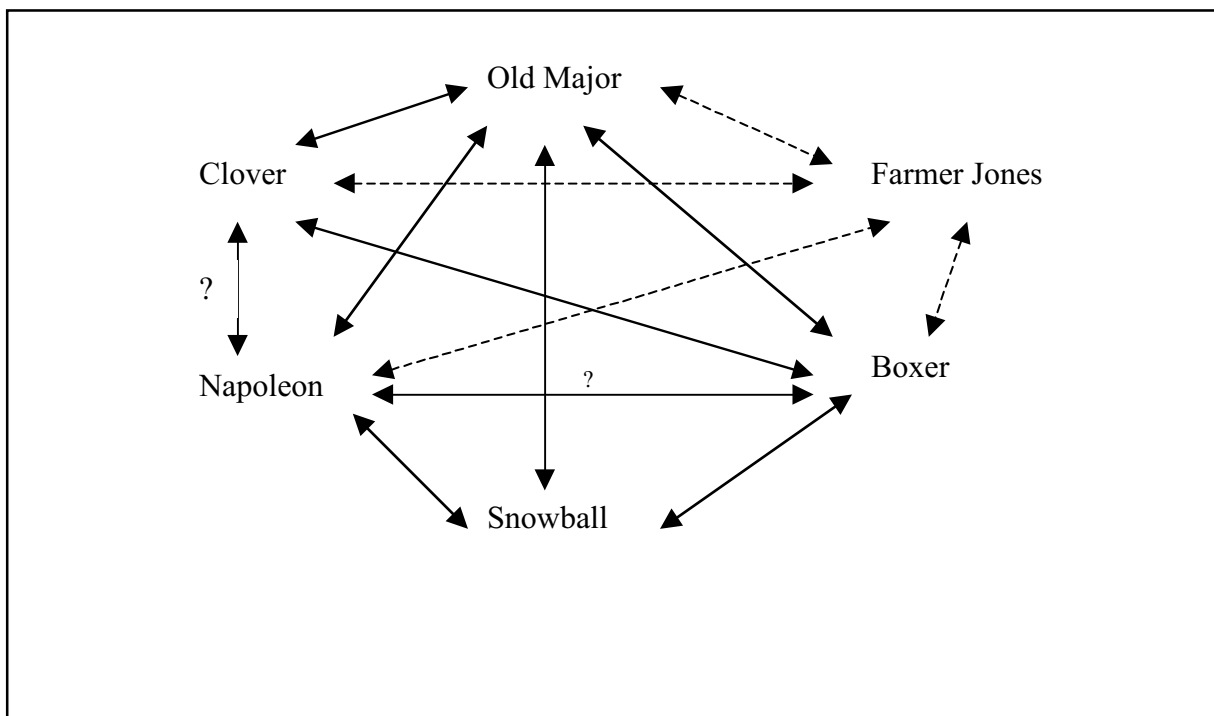 Old Major
Clover
Farmer Jones
?
Boxer
?
Napoleon
Snowball